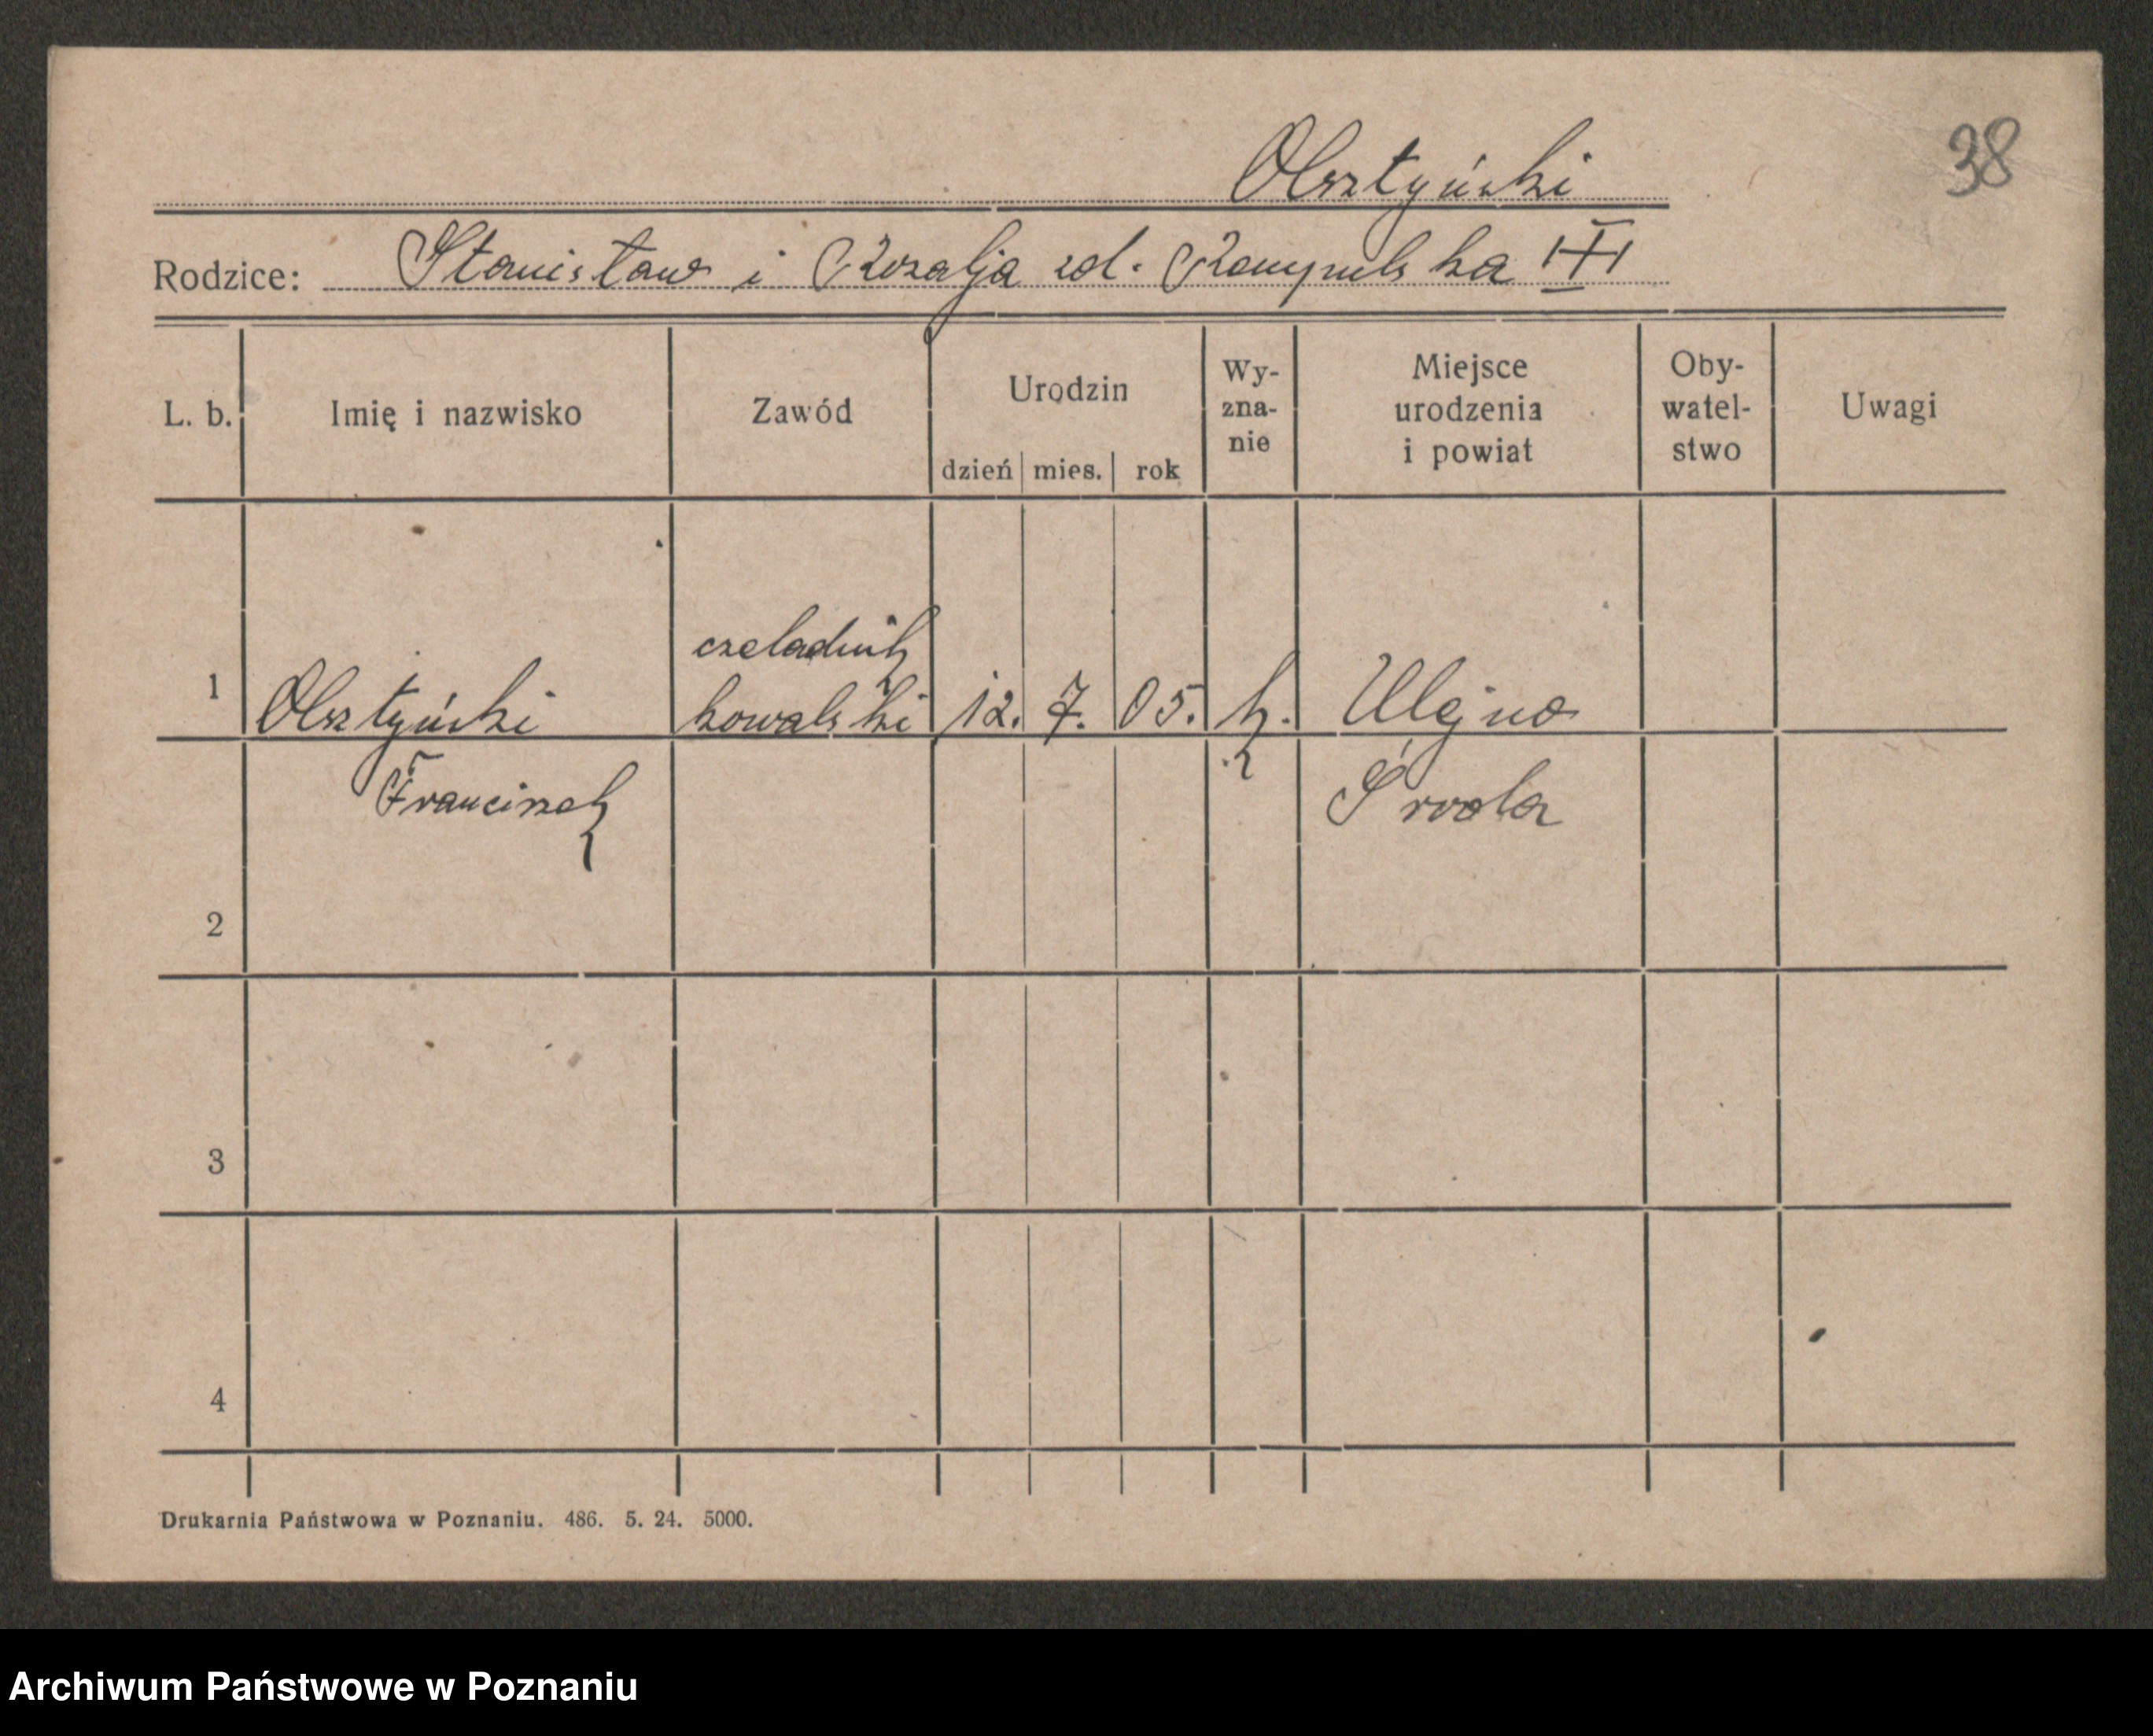 Olsztyński
38
Rodzice: Stanisław i Rozalja zd. Rempulska III
L. b. Imię i nazwisko Zawód Urodzin dzień mies. rok Wy-zna-nie Miejsce urodzenia i powiat Oby-watel-stwo Uwagi
czeladnik
1 Olsztyński kowalski 12. 7. 05. k. Ulejno
Franciszek Środa
2
3
4
Drukarnia Państwowa w Poznaniu. 486. 5. 24. 5000.
Archiwum Państwowe w Poznaniu